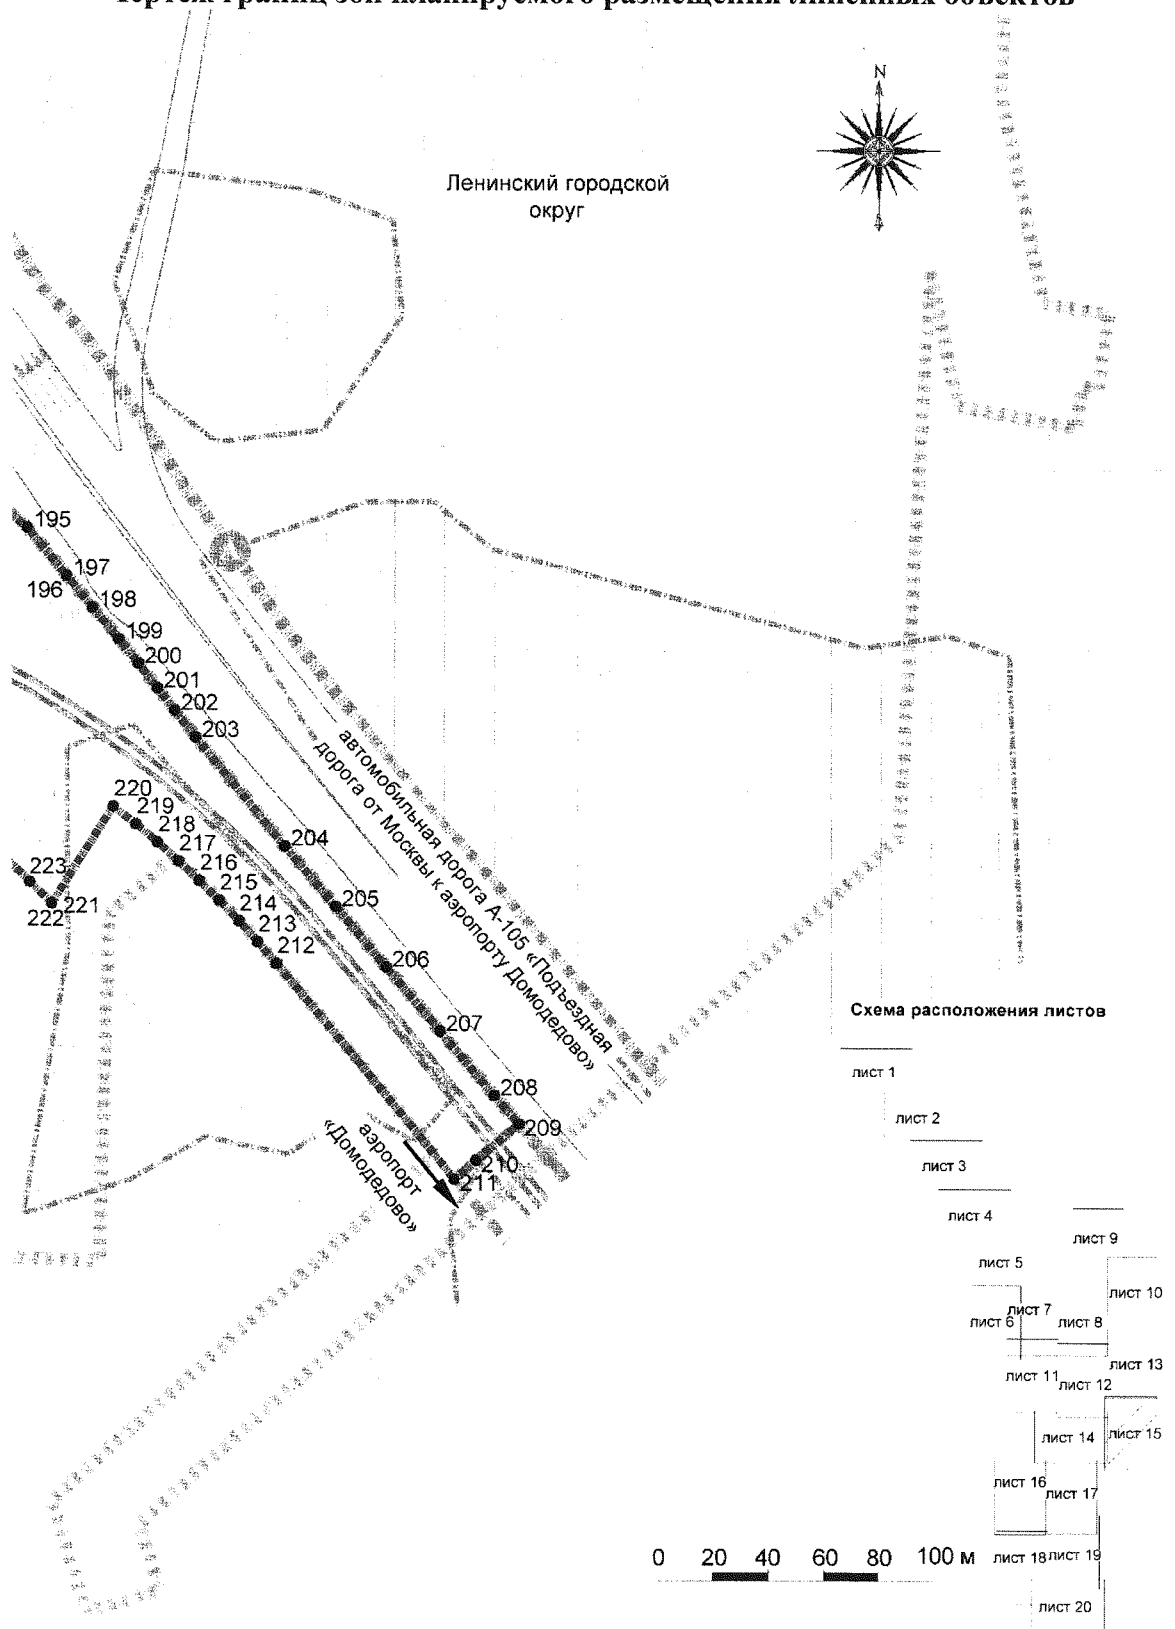 Чертеж границ зон планируемого размещения линейных объектов
N
Ленинский городской
округ
195
197
196
198
199
200
201
202
203
автомобильная дорога А-105 «Подъездная
дорога от Москвы к аэропорту Домодедово»
220
219
218
217
216
215
214
213
212
223
222
221
204
205
206
207
208
209
210
211
аэропорт
«Домодедово»
Схема расположения листов
лист 1
лист 2
лист 3
лист 4
лист 9
лист 5
лист 10
лист 7
лист 6
лист 8
лист 13
лист 11
лист 12
лист 14
лист 15
лист 16
лист 17
лист 18
лист 19
лист 20
0 20 40 60 80 100 м